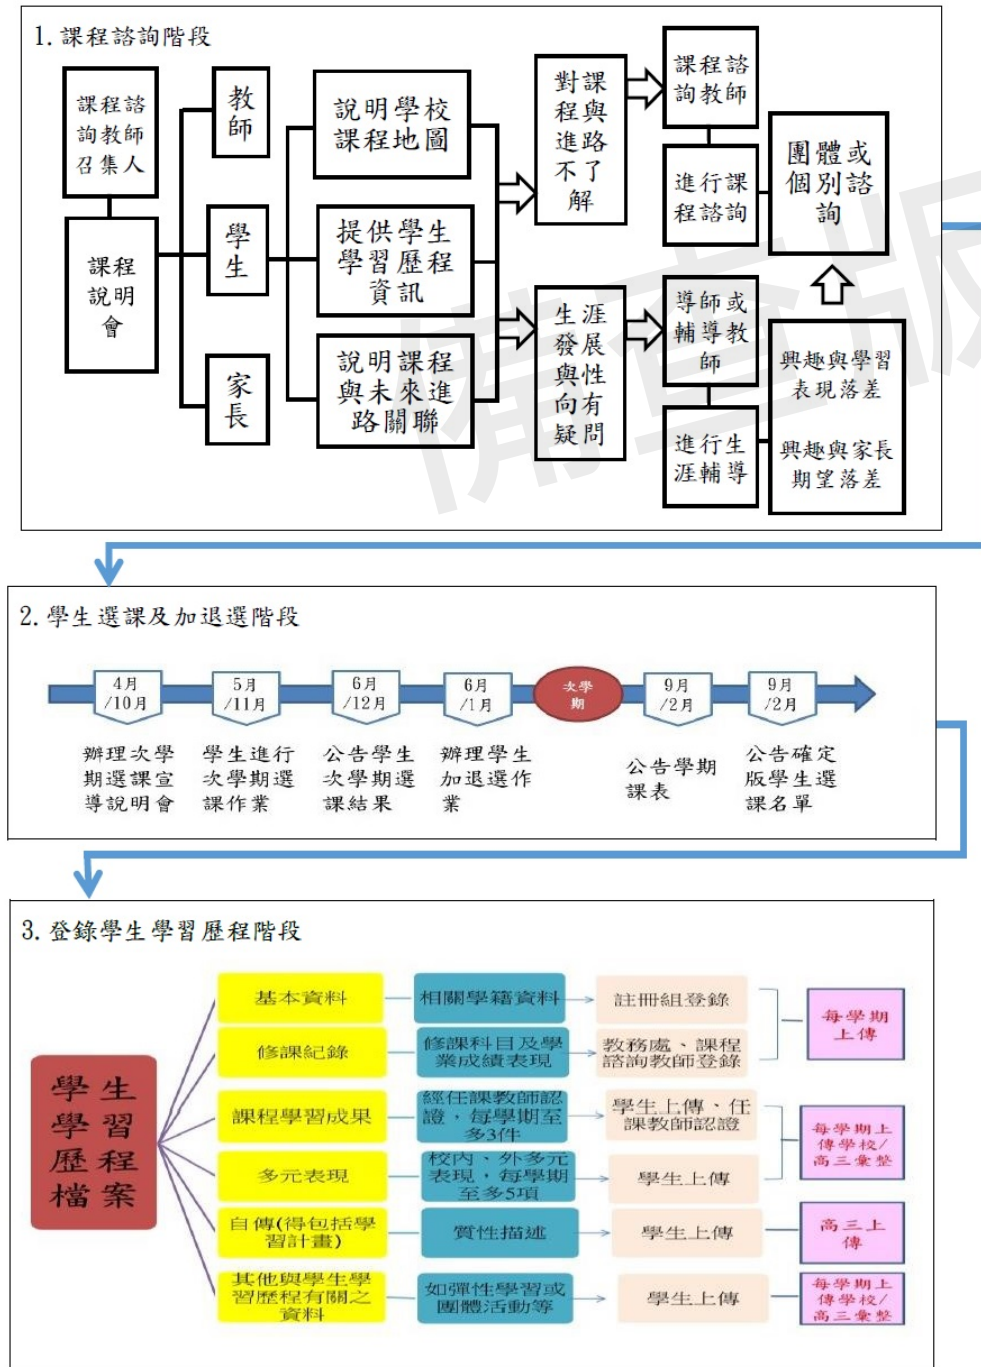 1.課程諮詢階段
課程諮
詢教師
召集人
課程
說明
會
教
師
學
生
家
長
說明學校
課程地圖
提供學生
學習歷程
資訊
說明課程
與未來進
路關聯
對課
程與
進路
不了
解
生涯
發展
與性
向有
疑問
課程諮
詢教師
進行課
程諮詢
團體或
個別諮
詢
導師或
輔導教
師
進行生
涯輔導
興趣與學習
表現落差
興趣與家長
期望落差
備查版
2.學生選課及加退選階段
4月
/10月
5月
/11月
6月
/12月
6月
/1月
次學
期
9月
/2月
9月
/2月
辦理次學
期選課宣
導說明會
學生進行
次學期選
課作業
公告學生
次學期選
課結果
辦理學生
加退選作
業
公告學期
課表
公告確定
版學生選
課名單
3.登錄學生學習歷程階段
學生
學習
歷程
檔案
基本資料
相關學籍資料
註冊組登錄
修課紀錄
修課科目及學
業成績表現
教務處、課程
諮詢教師登錄
每學期
上傳
課程學習成果
經任課教師認
證，每學期至
多3件
學生上傳、任
課教師認證
多元表現
校內、外多元
表現，每學期
至多5項
學生上傳
每學期上
傳學校/
高三彙整
自傳(得包括學
習計畫)
質性描述
學生上傳
高三上
傳
其他與學生學
習歷程有關之
資料
如彈性學習或
團體活動等
學生上傳
每學期上
傳學校/
高三彙整